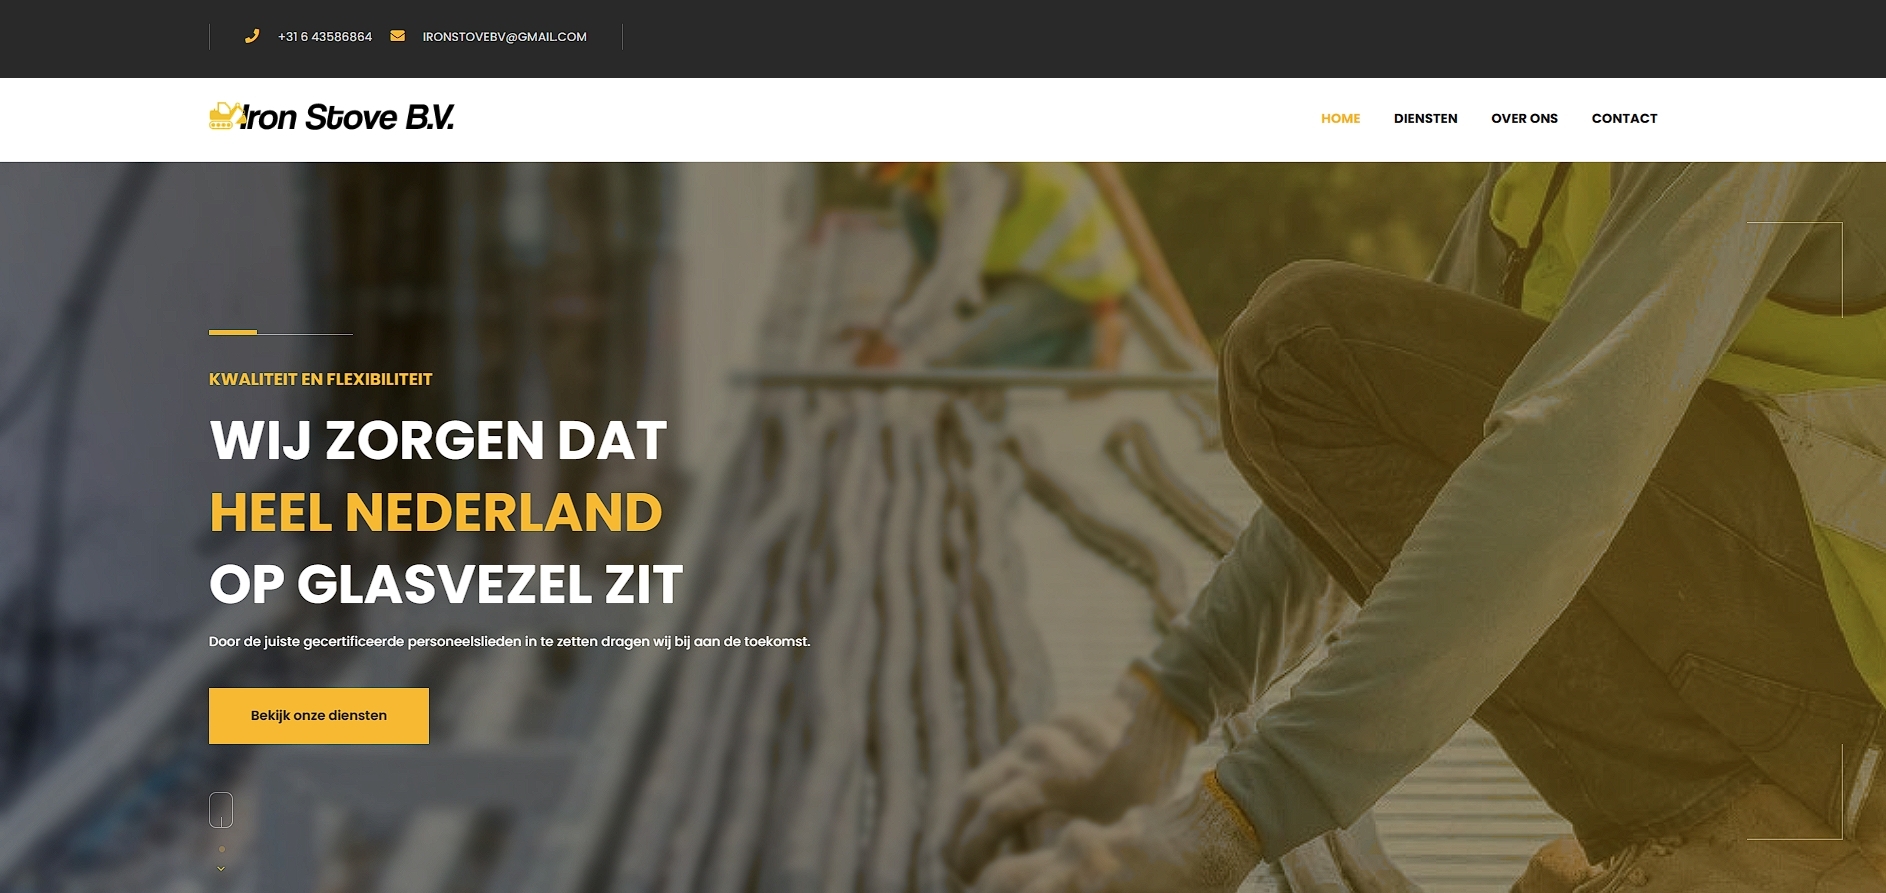 +31 6 43586864 IRONSTOVEBV@GMAIL.COM
Iron Stove B.V.
HOME DIENSTEN OVER ONS CONTACT
KWALITEIT EN FLEXIBILITEIT
WIJ ZORGEN DAT
HEEL NEDERLAND
OP GLASVEZEL ZIT
Door de juiste gecertificeerde personeelslieden in te zetten dragen wij bij aan de toekomst.
Bekijk onze diensten